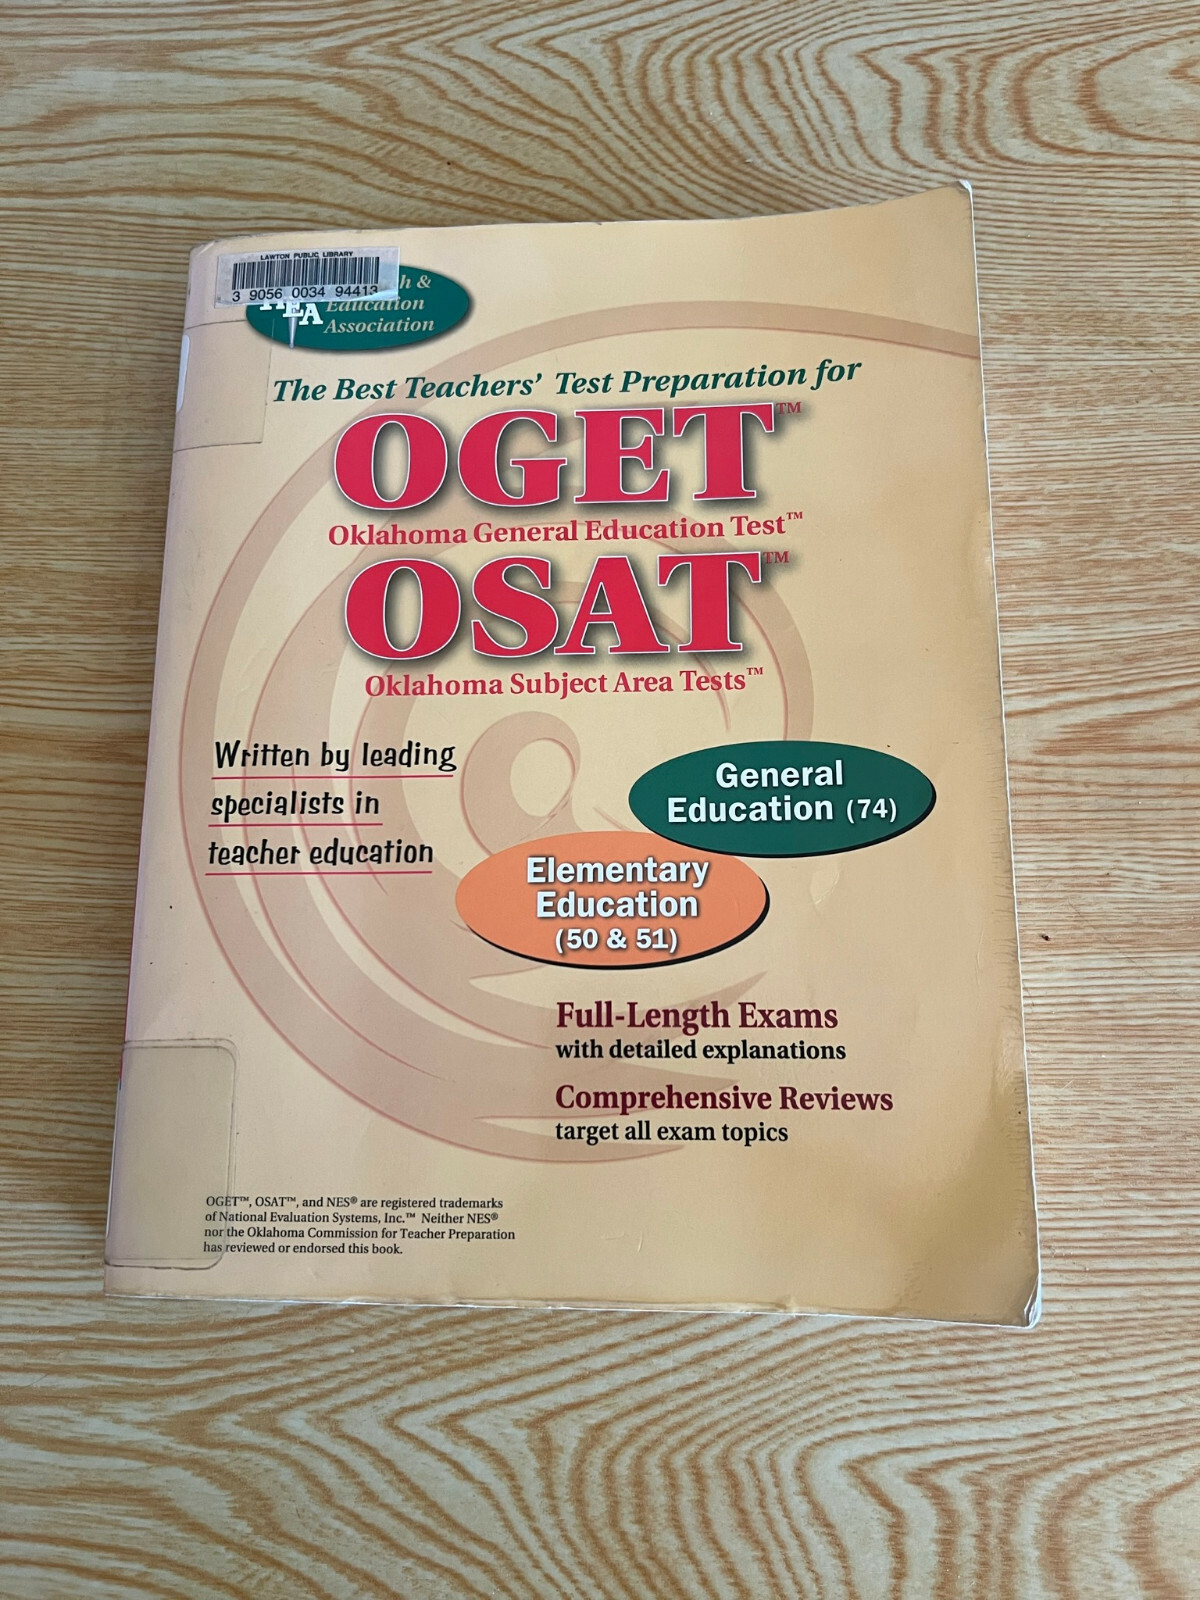 LAWTON PUBLIC LIBRARY
3 9056 0034 94413
&
Education
Association
The Best Teachers' Test Preparation for
OGET™
Oklahoma General Education Test™
OSAT™
Oklahoma Subject Area Tests™
Written by leading
specialists in
teacher education
General
Education (74)
Elementary
Education
(50 & 51)
Full-Length Exams
with detailed explanations
Comprehensive Reviews
target all exam topics
OGET™, OSAT™, and NES® are registered trademarks
of National Evaluation Systems, Inc.™ Neither NES®
nor the Oklahoma Commission for Teacher Preparation
has reviewed or endorsed this book.